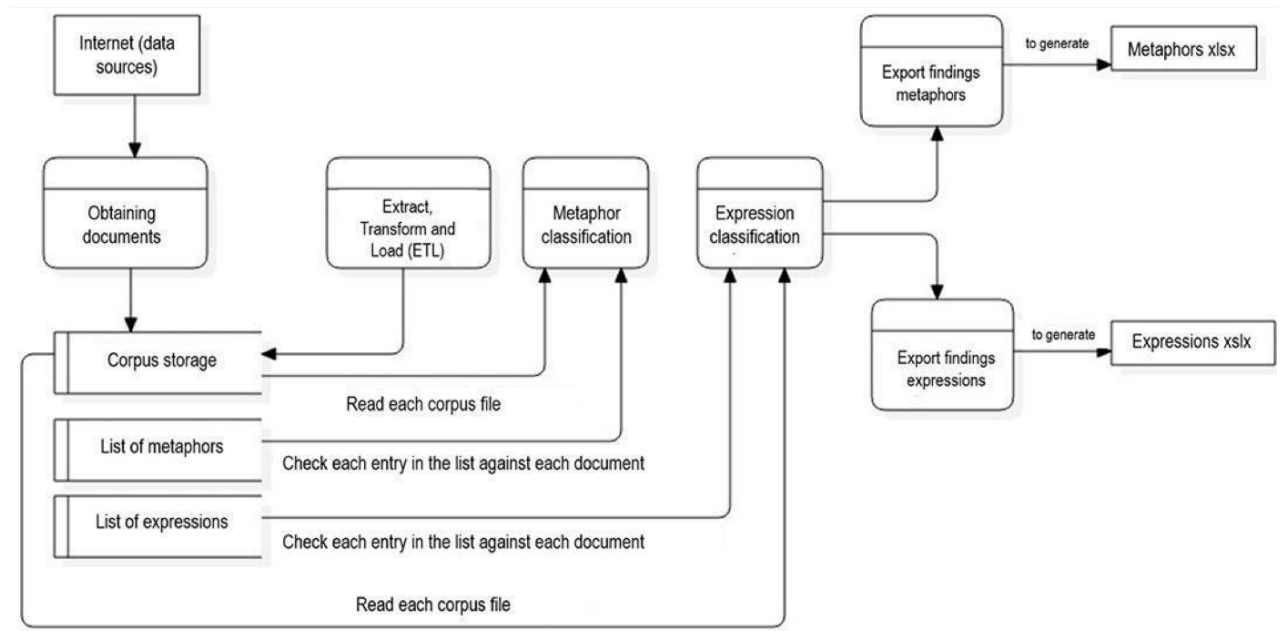 Internet (data
sources)
Obtaining
documents
Extract,
Transform and
Load (ETL)
Metaphor
classification
Expression
classification
Export findings
metaphors
to generate
Metaphors xlsx
Export findings
expressions
to generate
Expressions xslx
Corpus storage
Read each corpus file
List of metaphors
Check each entry in the list against each document
List of expressions
Check each entry in the list against each document
Read each corpus file